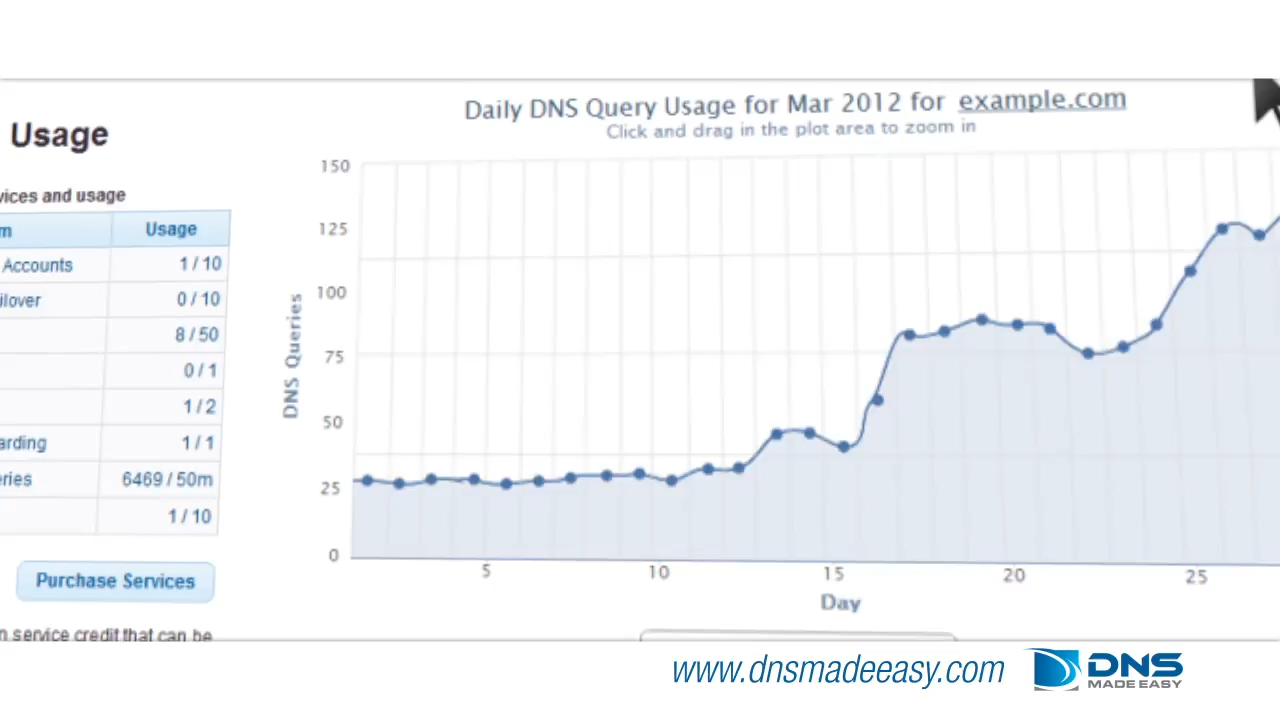 Usage
vices and usage
m Usage
Accounts 1 / 10
ilover 0 / 10
8 / 50
0 / 1
1 / 2
arding 1 / 1
eries 6469 / 50m
1 / 10
Purchase Services
n service credit that can be
Daily DNS Query Usage for Mar 2012 for example.com
Click and drag in the plot area to zoom in
150
125
100
75
50
25
0
DNS Queries
5 10 15 20 25
Day
www.dnsmadeeasy.com
DNS
MADE EASY